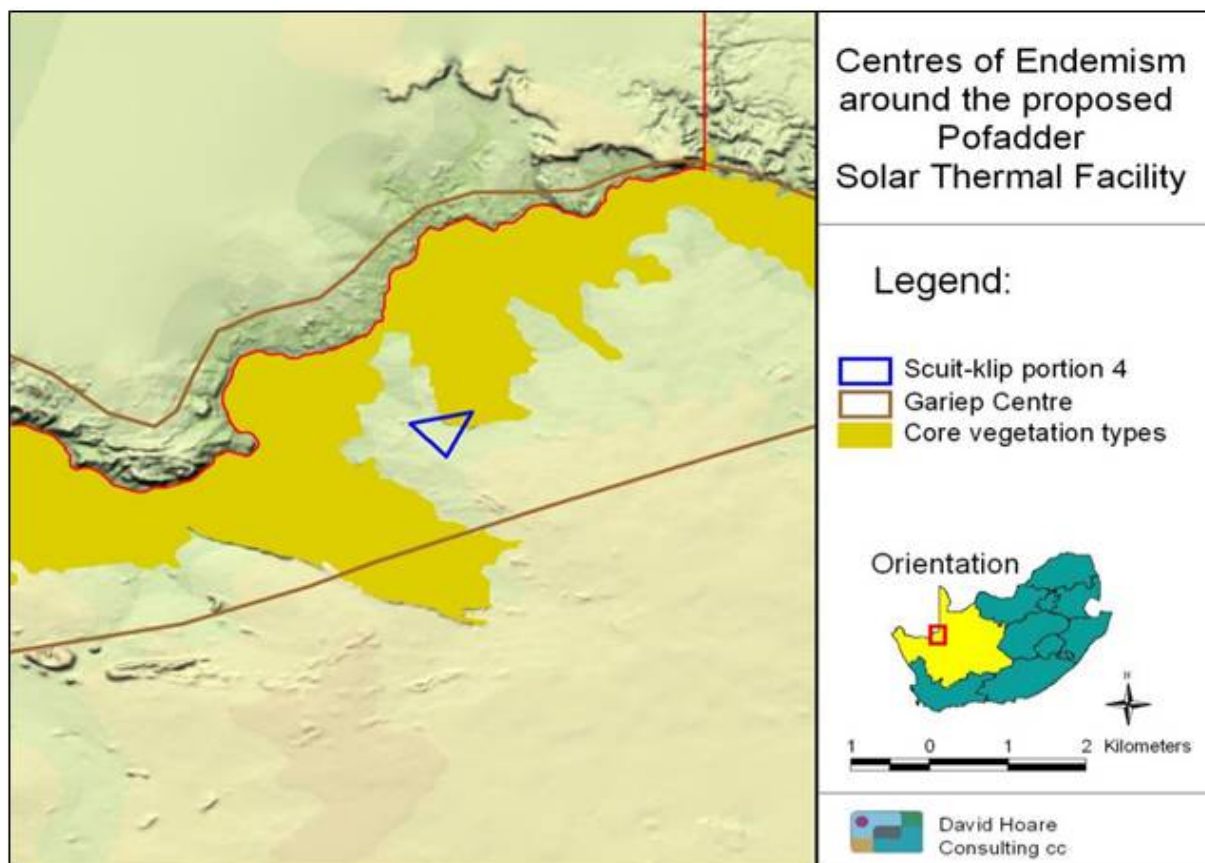 Centres of Endemism
around the proposed
Pofadder
Solar Thermal Facility
Legend:
Scuit-klip portion 4
Gariep Centre
Core vegetation types
Orientation
N
1 0 1 2 Kilometers
David Hoare
Consulting cc